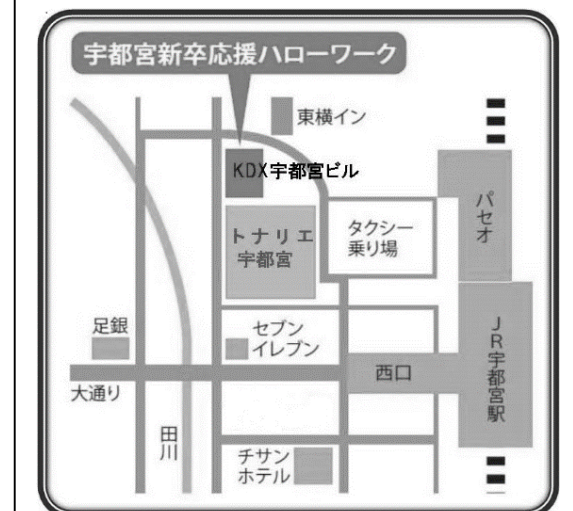 宇都宮新卒応援ハローワーク
東横イン
KDX宇都宮ビル
パセオ
トナリエ
宇都宮
タクシー
乗り場
足銀
セブン
イレブン
JR宇都宮駅
西口
大通り
田川
チサン
ホテル